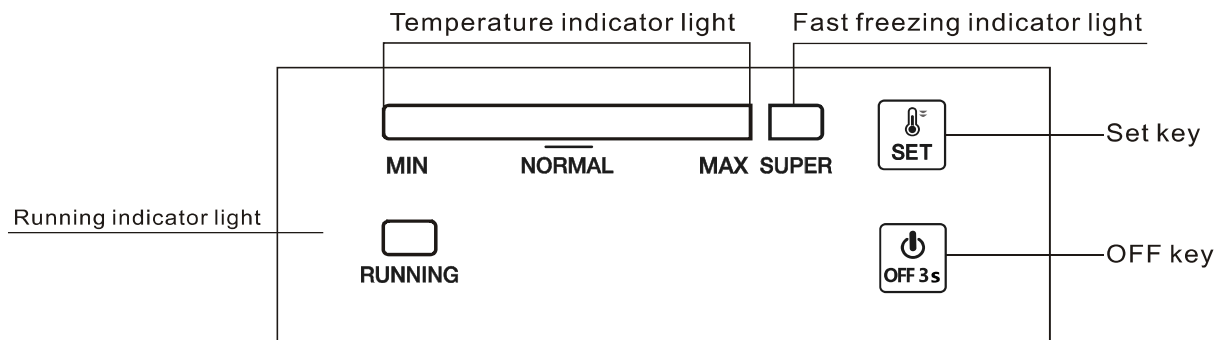 Temperature indicator light
Fast freezing indicator light
SET
Set key
MIN NORMAL MAX SUPER
Running indicator light
RUNNING
OFF 3s
OFF key